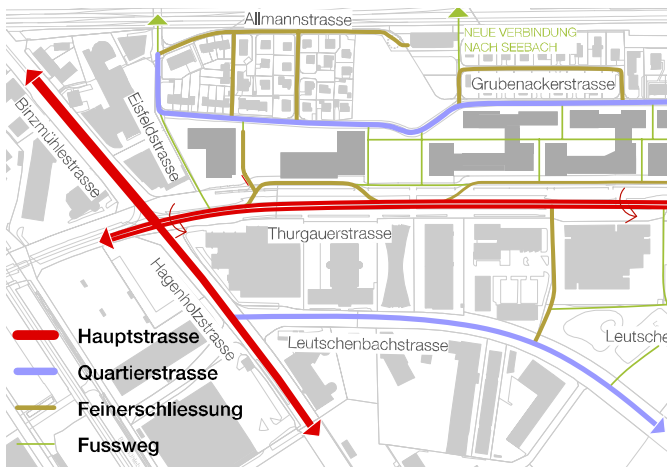 Allmannstrasse
NEUE VERBINDUNG
NACH SEEBACH
Grubenackerstrasse
Binzmühlestrasse
Eisfeldstrasse
Thurgauerstrasse
Hagenholzstrasse
Leutschenbachstrasse
Leutsche
Hauptstrasse
Quartierstrasse
Feinerschliessung
Fussweg